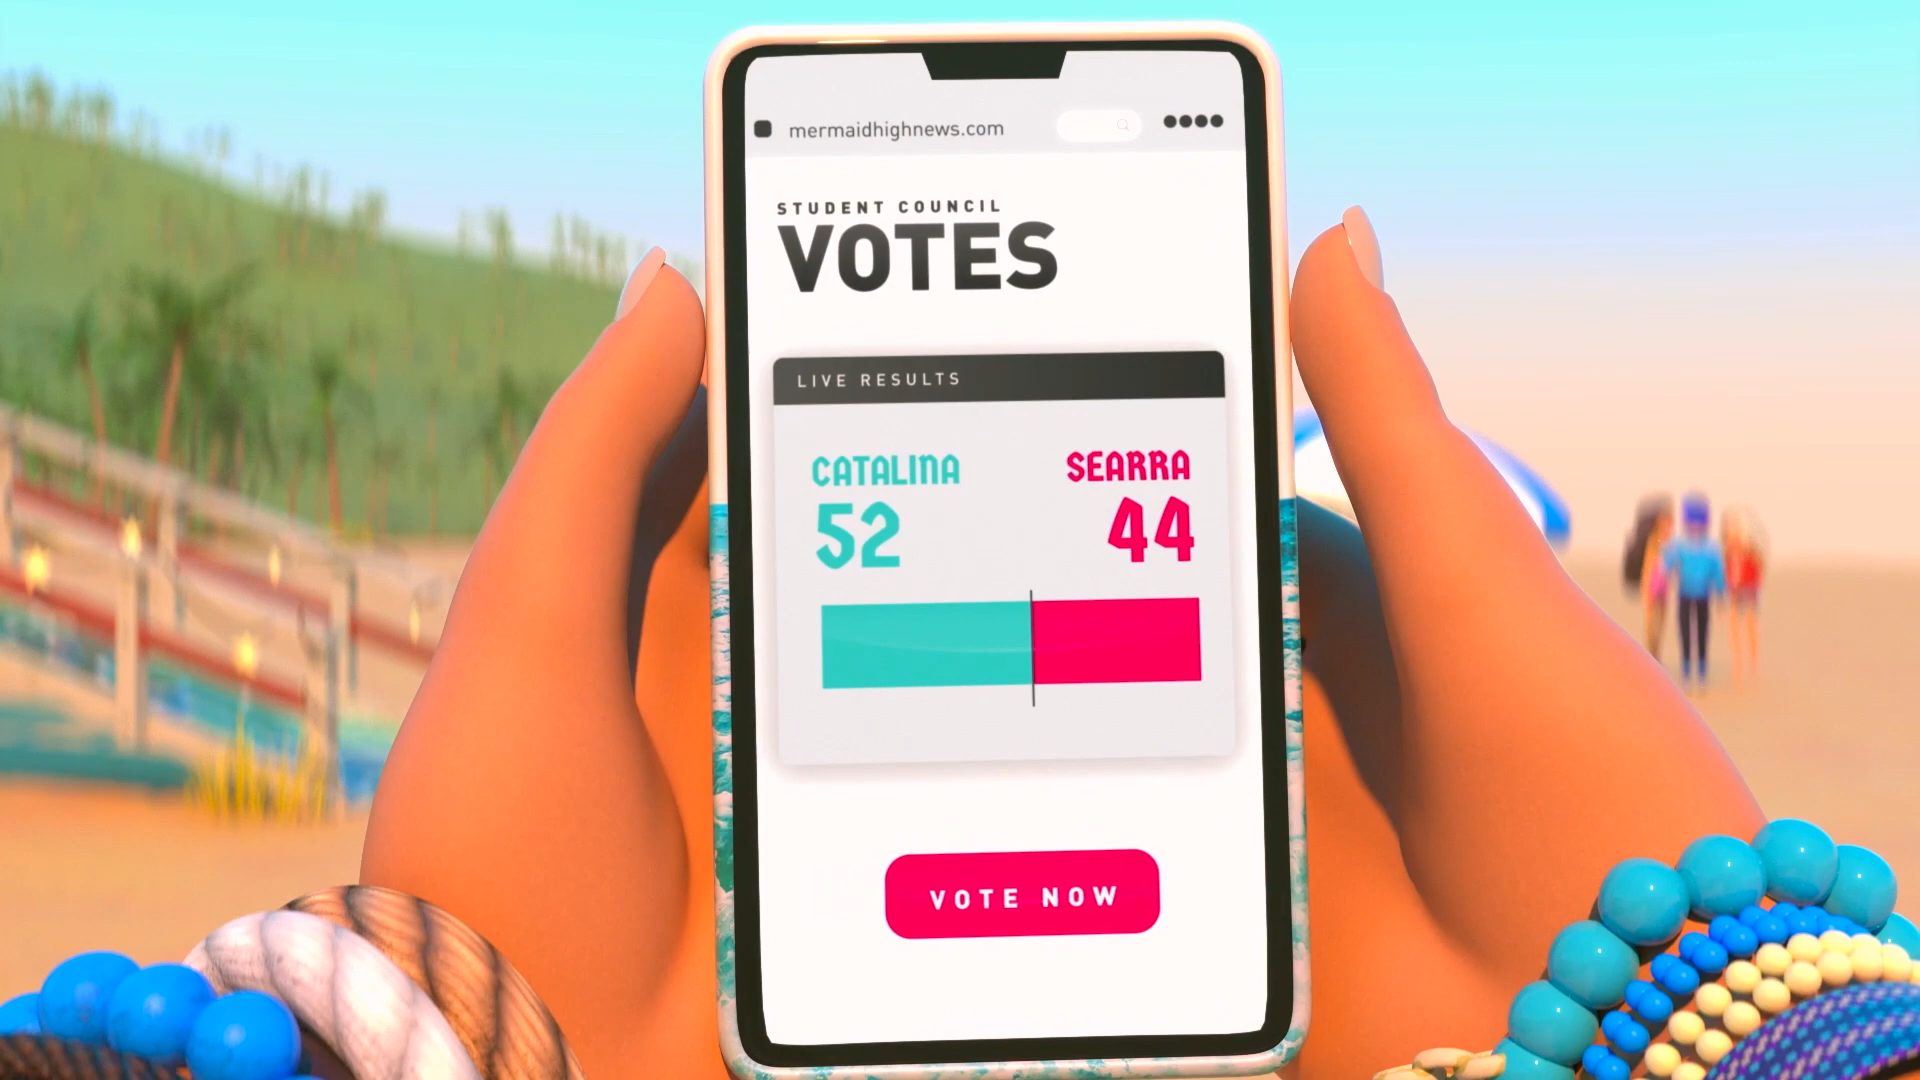 mermaidhighnews.com
STUDENT COUNCIL
VOTES
LIVE RESULTS
CATALINA SEARRA
52 44
VOTE NOW